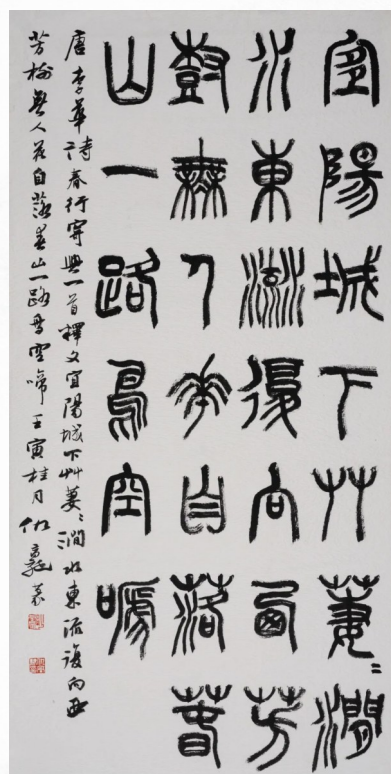 宜陽城下艸萋〻澗
水東流復向西芳
樹無人華自落春
山一路鳥空啼
唐李華詩春行寄興一首釋文宜陽城下艸萋〻澗水東流復向西
芳樹無人花自落春山一路鳥空啼 壬寅桂月